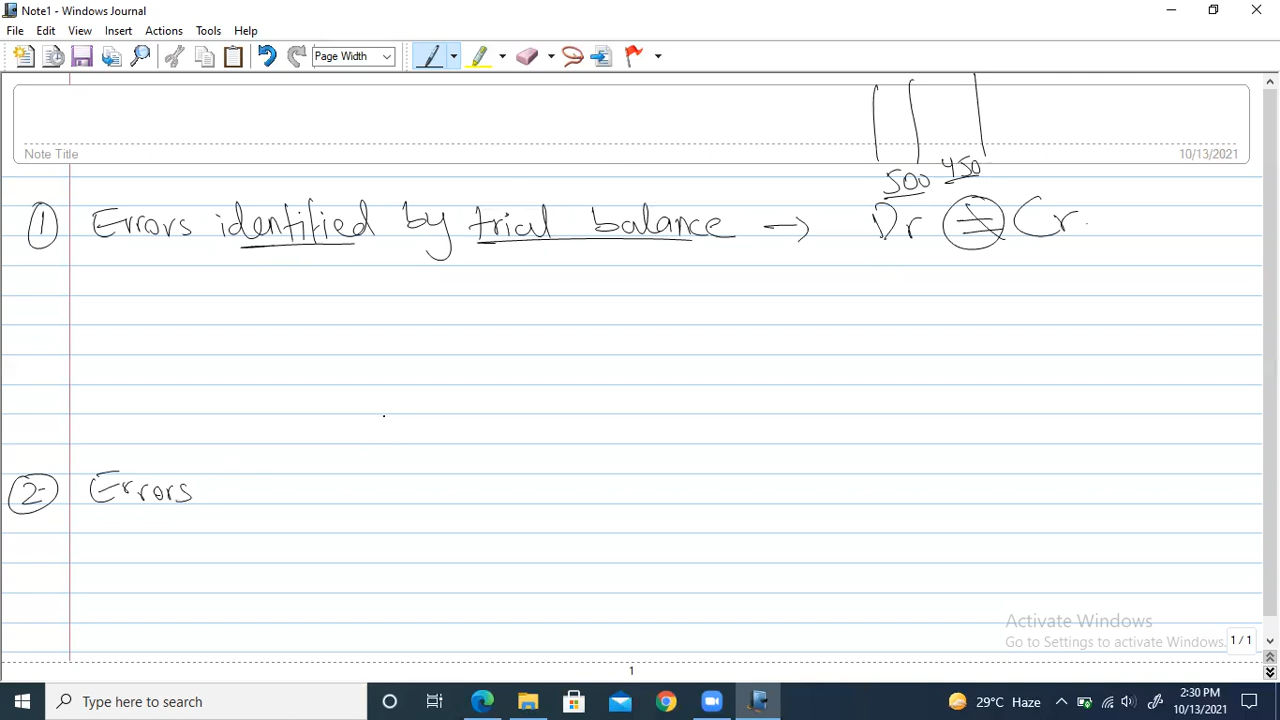 Note1 - Windows Journal
File Edit View Insert Actions Tools Help
Page Width
Note Title
10/13/2021
500 450
① Errors identified by trial balance → Dr ≠ Cr.
② Errors
Activate Windows
Go to Settings to activate Windows.
1 / 1
1
Type here to search
29°C Haze
2:30 PM
10/13/2021